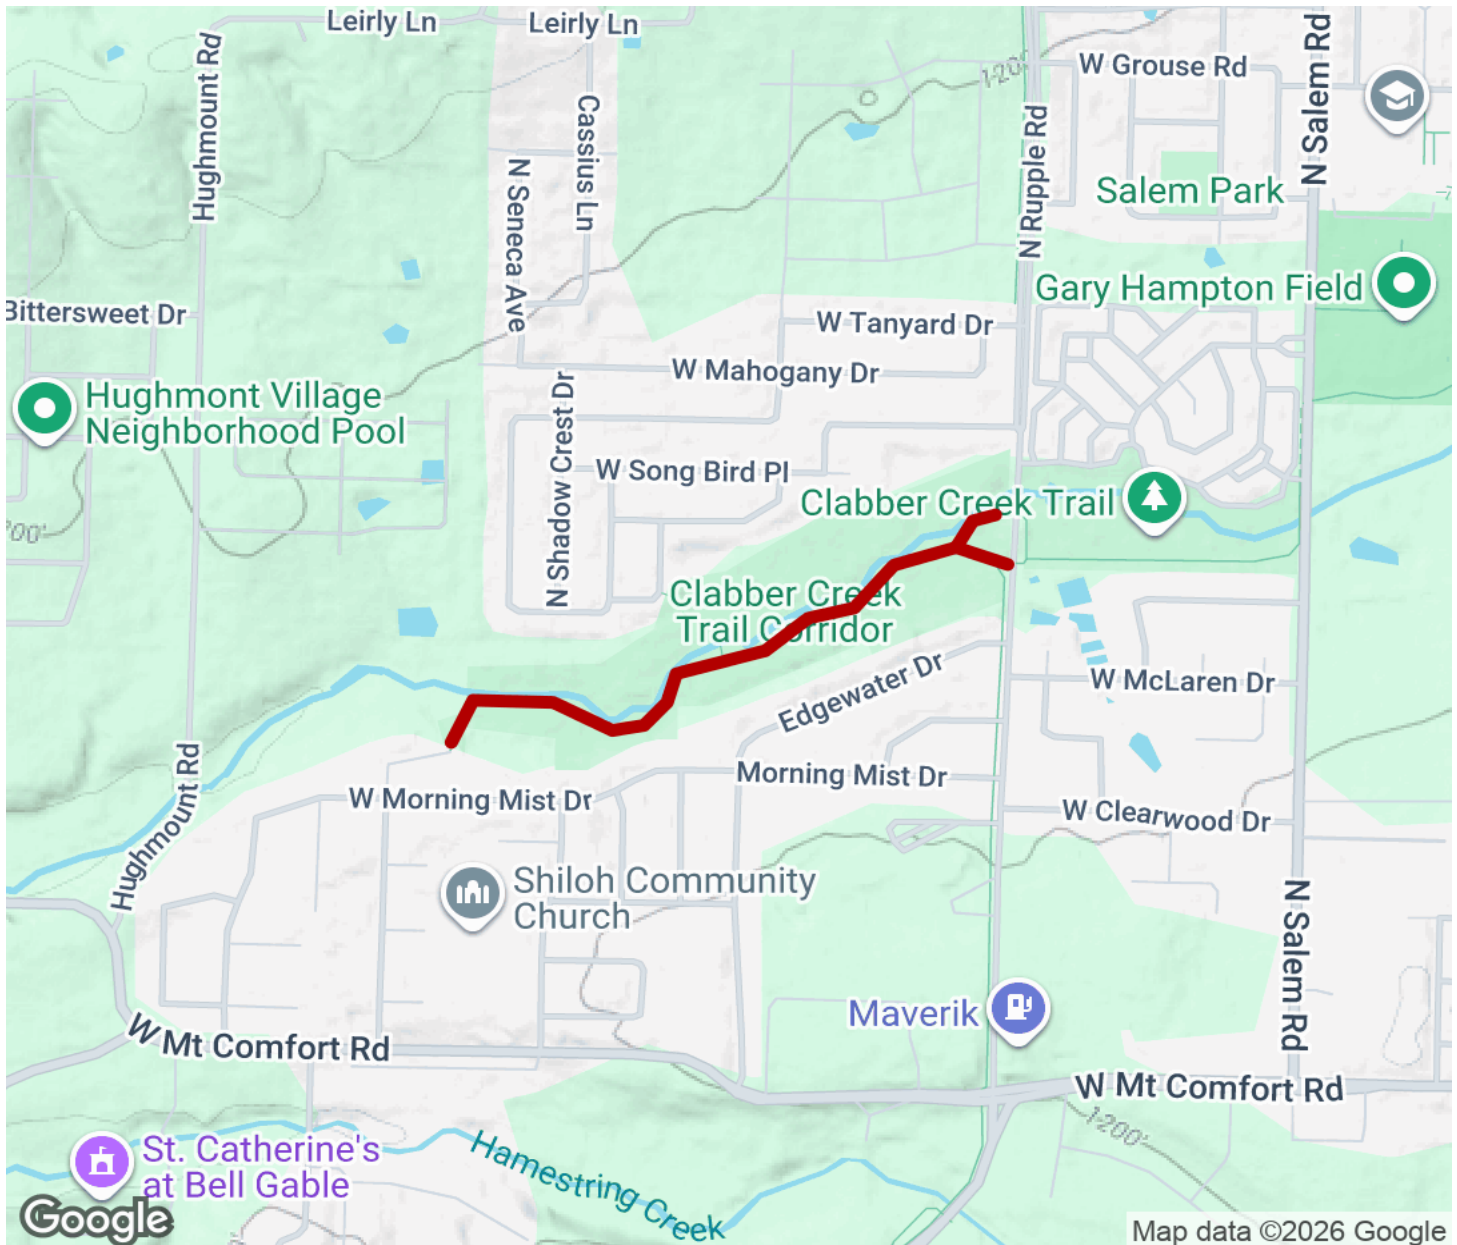 Leirly Ln
Leirly Ln
Hughmount Rd
Cassius Ln
N Seneca Ave
1200
W Grouse Rd
N Salem Rd
N Rupple Rd
Salem Park
Gary Hampton Field
Bittersweet Dr
W Tanyard Dr
W Mahogany Dr
Hughmont Village
Neighborhood Pool
N Shadow Crest Dr
W Song Bird Pl
Clabber Creek Trail
Clabber Creek
Trail Corridor
Edgewater Dr
W McLaren Dr
Hughmount Rd
W Morning Mist Dr
Morning Mist Dr
W Clearwood Dr
Shiloh Community
Church
N Salem Rd
Maverik
W Mt Comfort Rd
W Mt Comfort Rd
1200'
St. Catherine's
at Bell Gable
Hamestring Creek
Google
Map data ©2026 Google